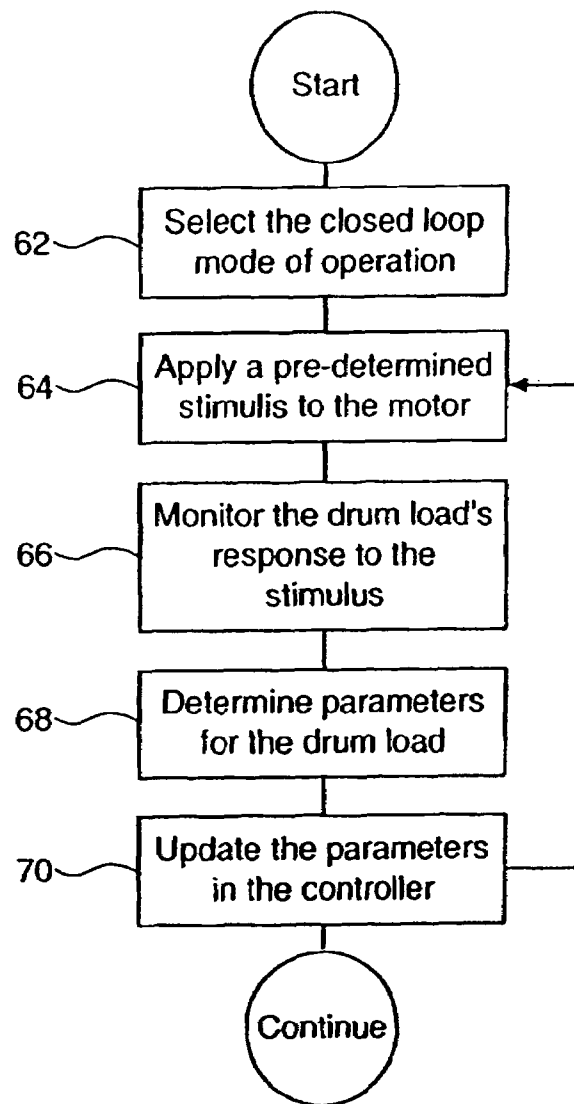 Start
62
Select the closed loop
mode of operation
64
Apply a pre-determined
stimulis to the motor
66
Monitor the drum load's
response to the
stimulus
68
Determine parameters
for the drum load
70
Update the parameters
in the controller
Continue